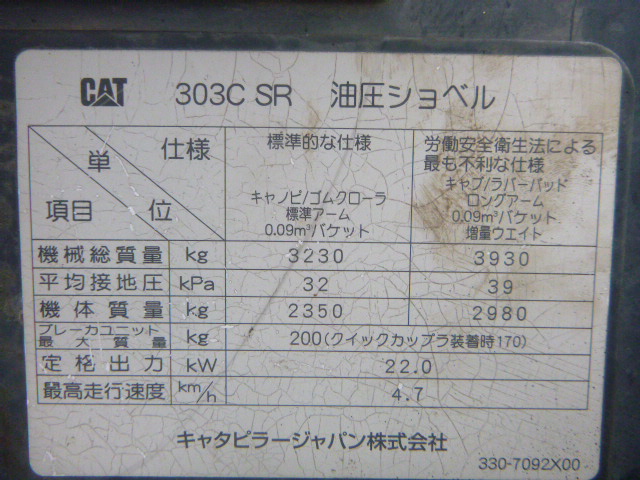 CAT 303C SR 油圧ショベル
仕様
単位
項目
標準的な仕様
キャノピ/ゴムクローラ
標準アーム
0.09m³バケット
労働安全衛生法による
最も不利な仕様
キャブ/ラバーパッド
ロングアーム
0.09m³バケット
増量ウエイト
機械総質量 kg 3230 3930
平均接地圧 kPa 32 39
機体質量 kg 2350 2980
ブレーカユニット
最大質量 kg 200(クイックカップラ装着時170)
定格出力 kW 22.0
最高走行速度 km/h 4.7
キャタピラージャパン株式会社
330-7092X00